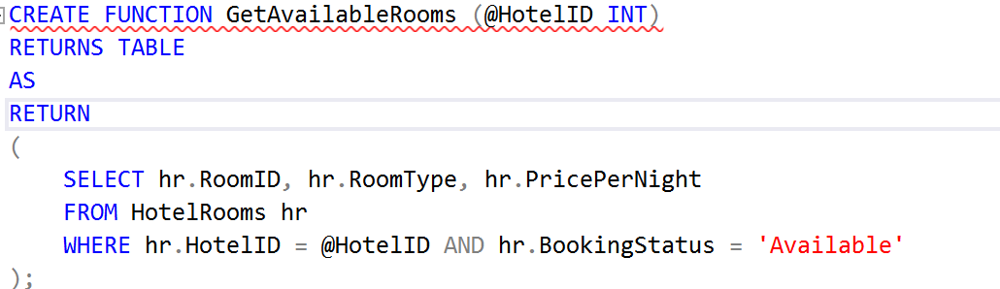 CREATE FUNCTION GetAvailableRooms (@HotelID INT)
RETURNS TABLE
AS
RETURN
(
SELECT hr.RoomID, hr.RoomType, hr.PricePerNight
FROM HotelRooms hr
WHERE hr.HotelID = @HotelID AND hr.BookingStatus = 'Available'
);